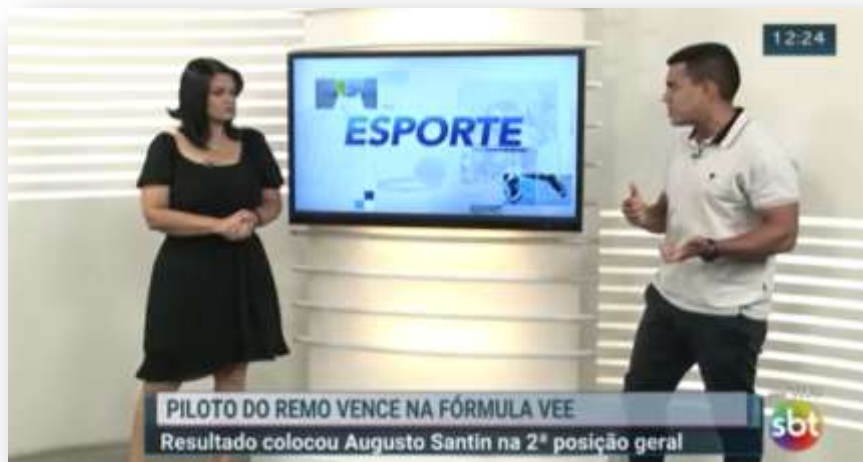 12:24
ESPORTE
PILOTO DO REMO VENCE NA FÓRMULA VEE
Resultado colocou Augusto Santin na 2ª posição geral
sbt